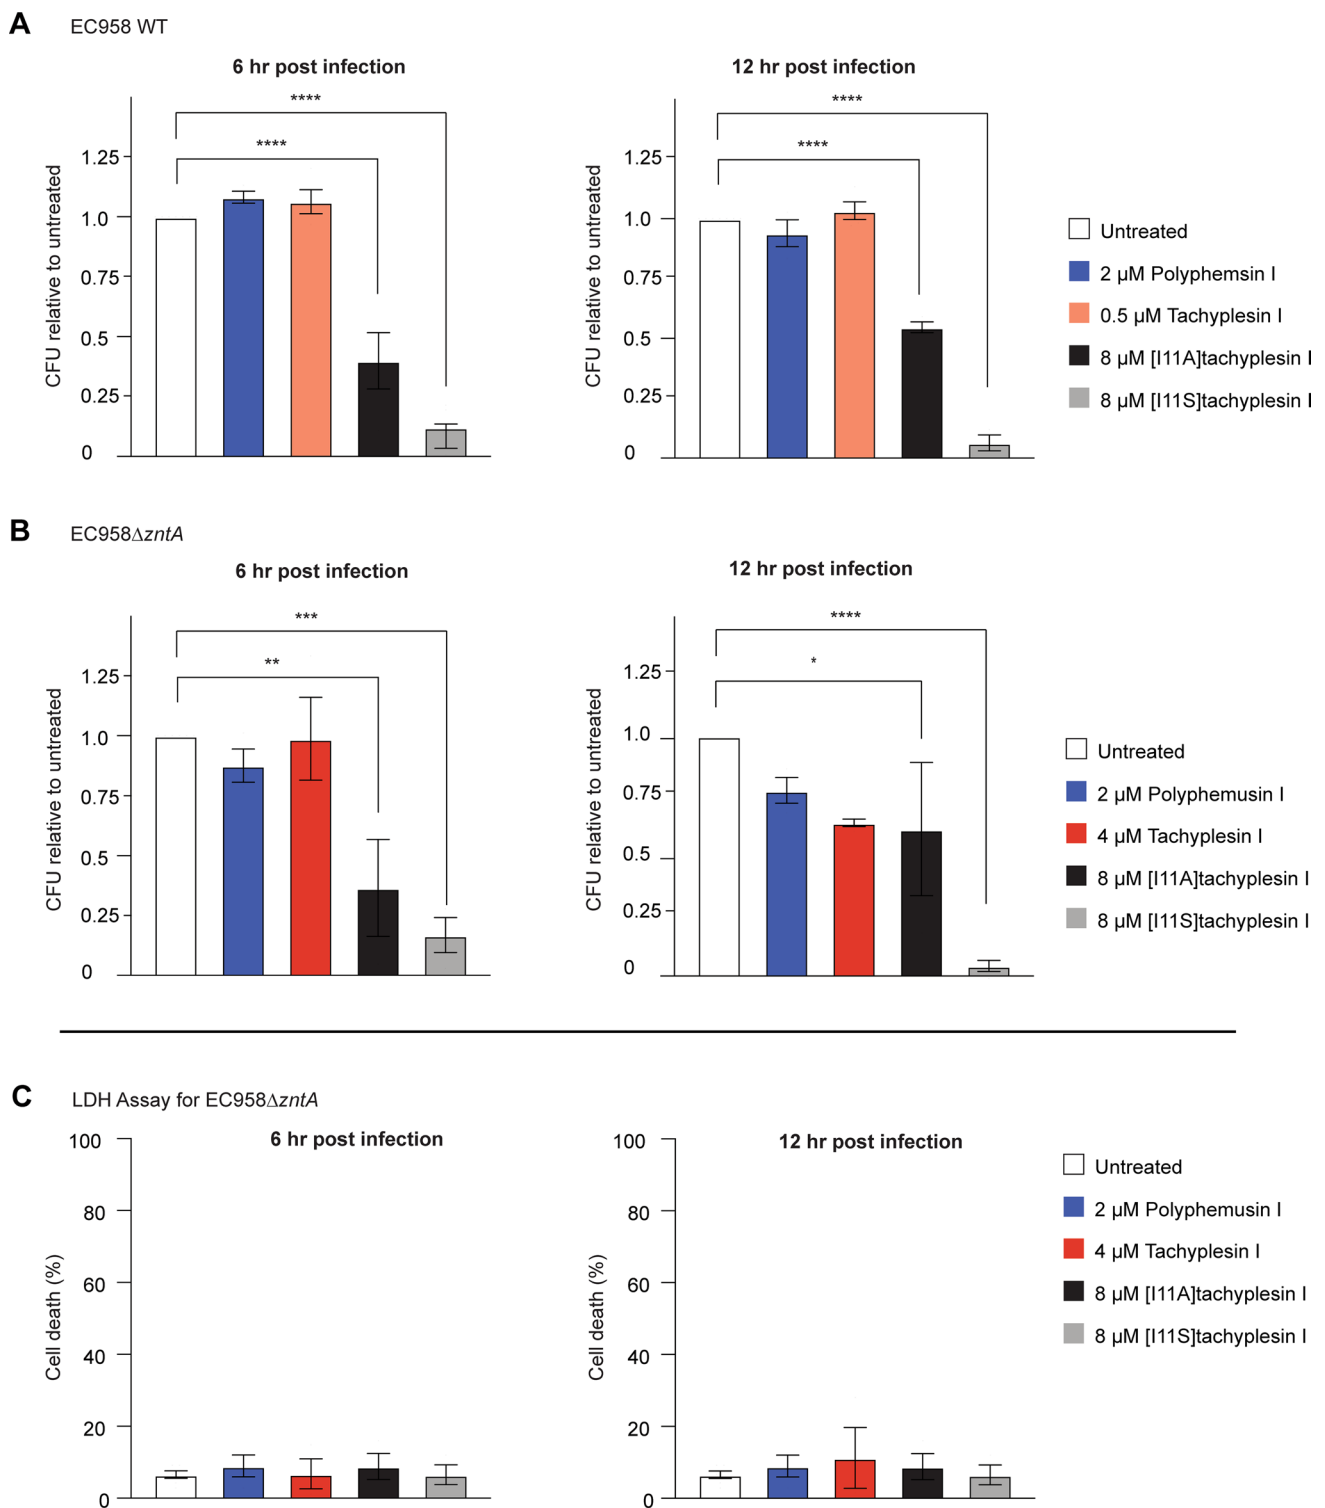 A EC958 WT
6 hr post infection
12 hr post infection
****
****
CFU relative to untreated
1.25
1.0
0.75
0.5
0.25
0
****
****
CFU relative to untreated
1.25
1.0
0.75
0.5
0.25
0
Untreated
2 µM Polyphemsin I
0.5 µM Tachyplesin I
8 µM [I11A]tachyplesin I
8 µM [I11S]tachyplesin I
B EC958ΔzntA
6 hr post infection
12 hr post infection
***
**
CFU relative to untreated
1.25
1.0
0.75
0.5
0.25
0
****
*
CFU relative to untreated
1.25
1.0
0.75
0.5
0.25
0
Untreated
2 µM Polyphemusin I
4 µM Tachyplesin I
8 µM [I11A]tachyplesin I
8 µM [I11S]tachyplesin I
C LDH Assay for EC958ΔzntA
6 hr post infection
12 hr post infection
Cell death (%)
100
80
60
40
20
0
Cell death (%)
100
80
60
40
20
0
Untreated
2 µM Polyphemusin I
4 µM Tachyplesin I
8 µM [I11A]tachyplesin I
8 µM [I11S]tachyplesin I